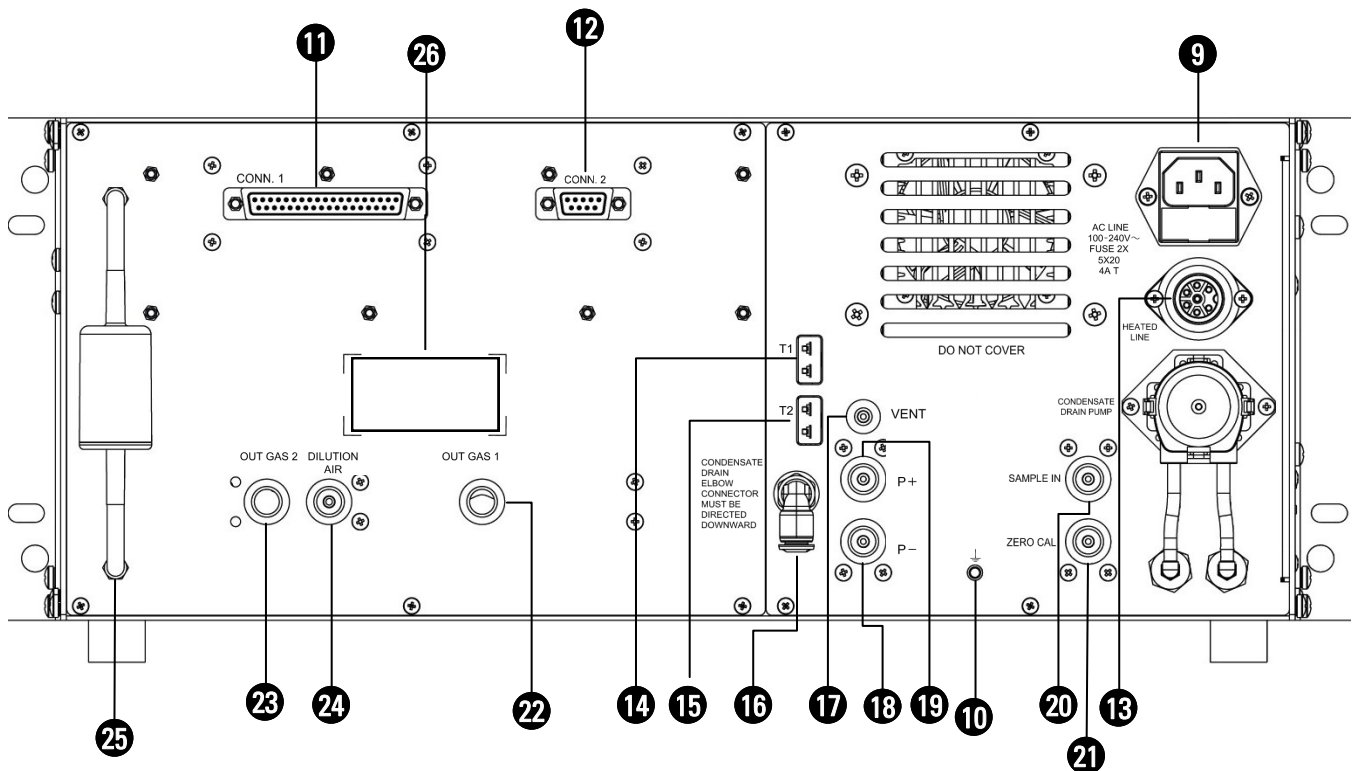 11
26
12
9
CONN. 1
CONN. 2
AC LINE
100-240V～
FUSE 2X
5X20
4A T
HEATED
LINE
DO NOT COVER
T1
T2
VENT
CONDENSATE
DRAIN PUMP
OUT GAS 2
DILUTION
AIR
OUT GAS 1
CONDENSATE
DRAIN
ELBOW
CONNECTOR
MUST BE
DIRECTED
DOWNWARD
P+
P−
SAMPLE IN
ZERO CAL
25
23
24
22
14
15
16
17
18
19
10
20
21
13